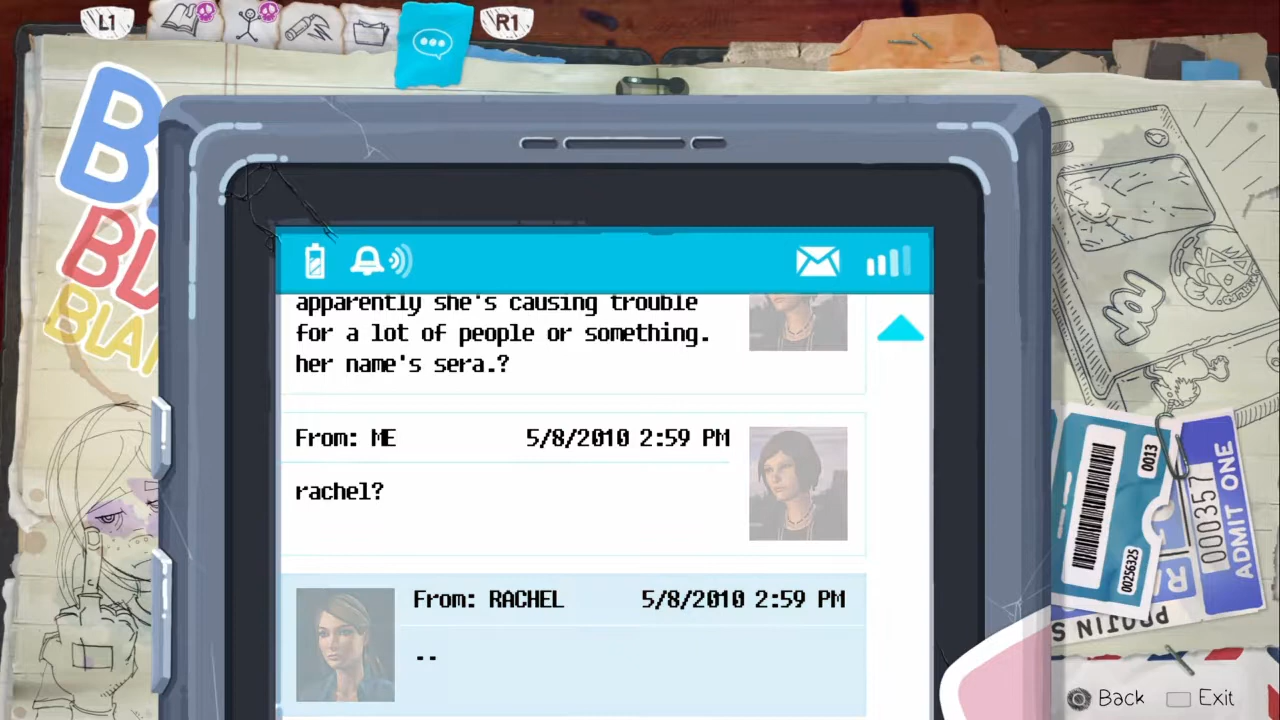 L1
R1
apparently she's causing trouble
for a lot of people or something.
her name's sera.?
From: ME 5/8/2010 2:59 PM
rachel?
From: RACHEL 5/8/2010 2:59 PM
--
0013
00256325
000357
ADMIT ONE
Back
Exit